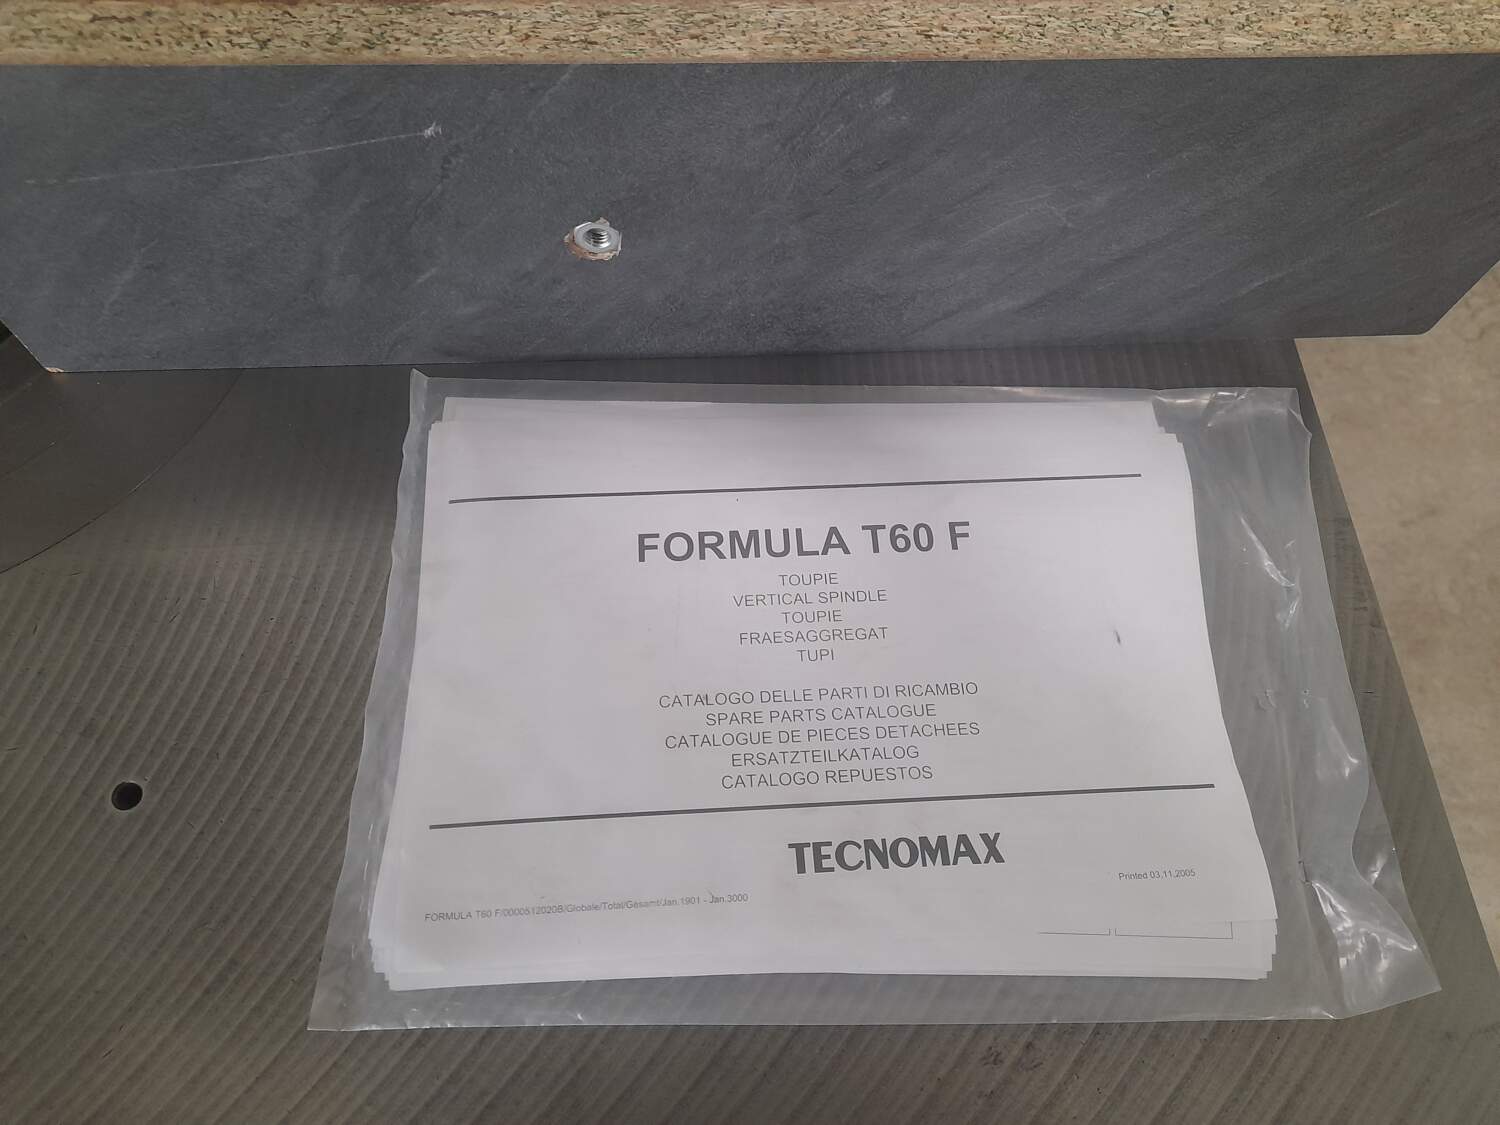 FORMULA T60 F
TOUPIE
VERTICAL SPINDLE
TOUPIE
FRAESAGGREGAT
TUPI
CATALOGO DELLE PARTI DI RICAMBIO
SPARE PARTS CATALOGUE
CATALOGUE DE PIECES DETACHEES
ERSATZTEILKATALOG
CATALOGO REPUESTOS
TECNOMAX
Printed 03,11,2005
FORMULA T60 F/0000512020B/Globale/Total/Gesamt/Jan.1901 - Jan.3000